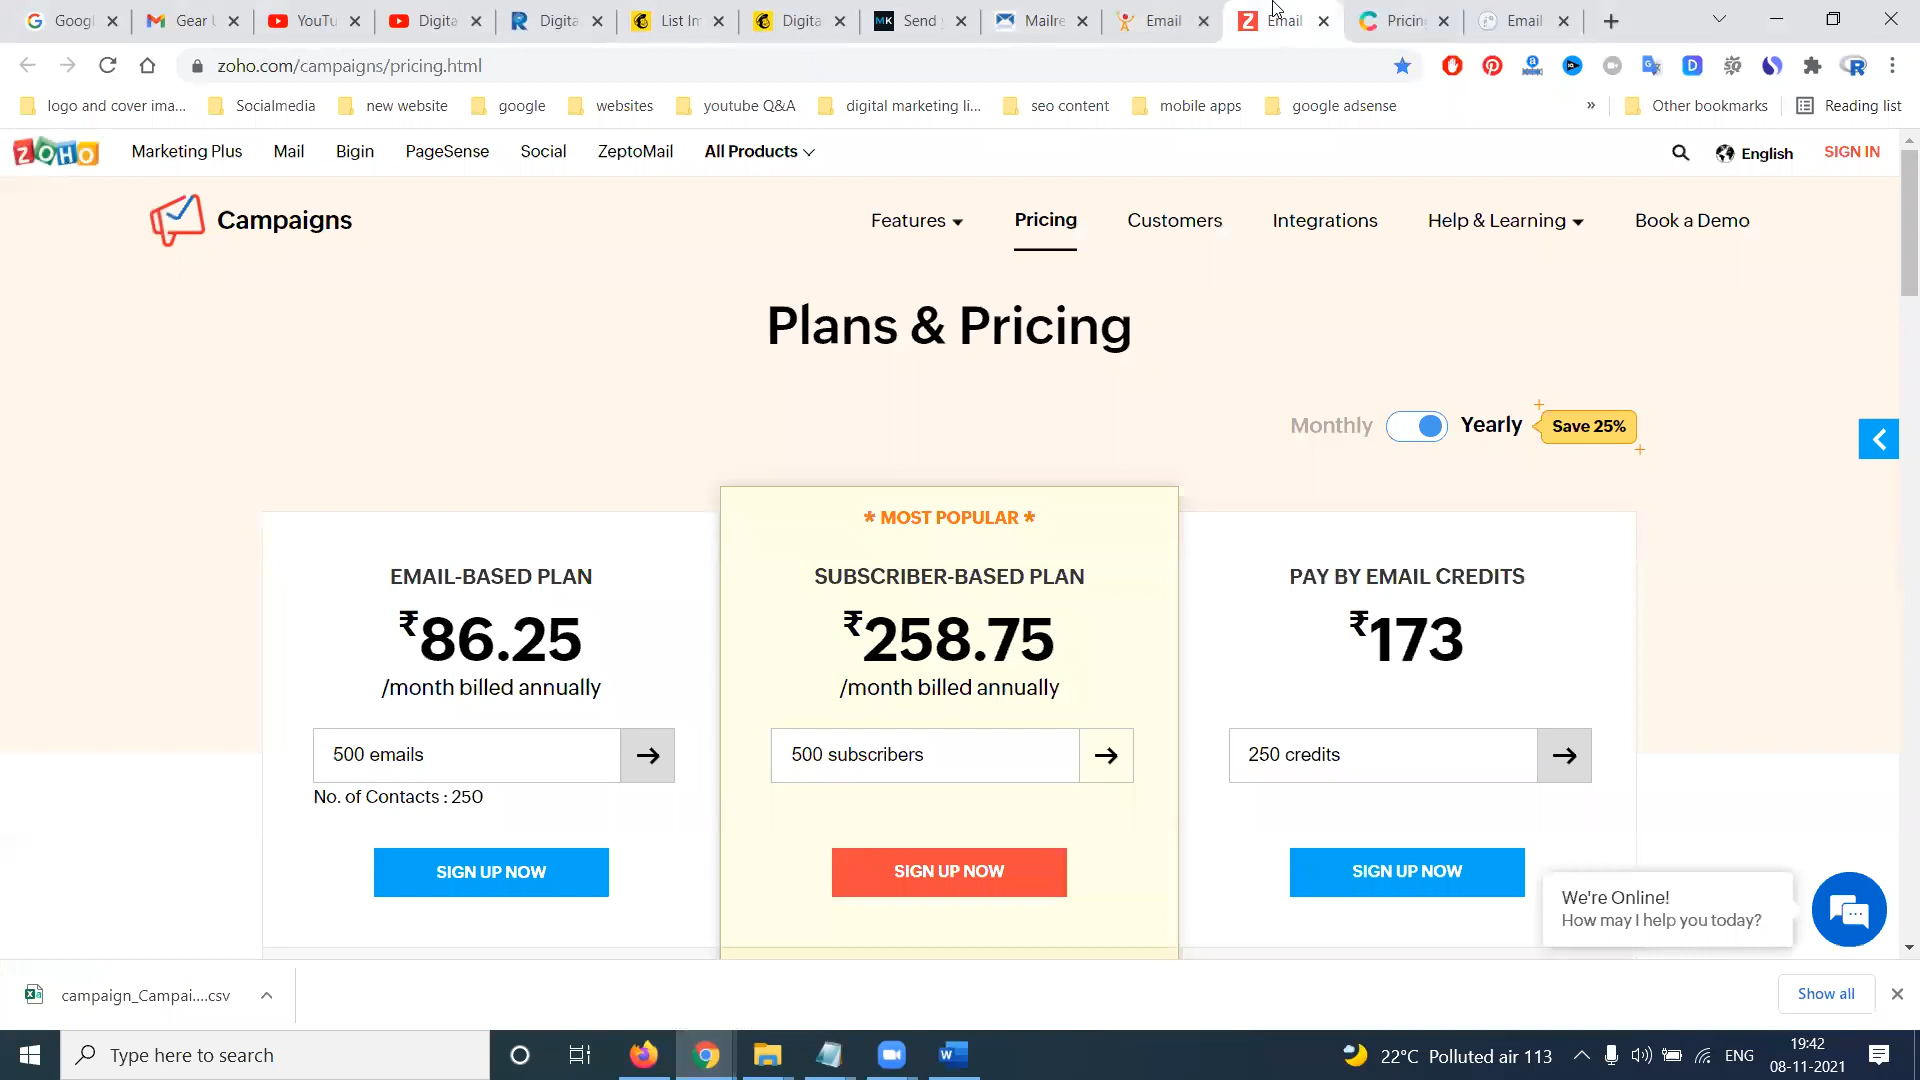 Googl
Gear U
YouTu
Digita
Digita
List Im
Digita
MK
Send y
Mailre
Email
Z
Email
Pricin
Email
zoho.com/campaigns/pricing.html
logo and cover ima...
Socialmedia
new website
google
websites
youtube Q&A
digital marketing li...
seo content
mobile apps
google adsense
»
Other bookmarks
Reading list
ZOHO
Marketing Plus
Mail
Bigin
PageSense
Social
ZeptoMail
All Products
English
SIGN IN
Campaigns
Features
Pricing
Customers
Integrations
Help & Learning
Book a Demo
Plans & Pricing
Monthly
Yearly
Save 25%
* MOST POPULAR *
EMAIL-BASED PLAN
₹86.25
/month billed annually
500 emails
No. of Contacts : 250
SIGN UP NOW
SUBSCRIBER-BASED PLAN
₹258.75
/month billed annually
500 subscribers
SIGN UP NOW
PAY BY EMAIL CREDITS
₹173
250 credits
SIGN UP NOW
We're Online!
How may I help you today?
campaign_Campai....csv
Show all
Type here to search
22°C Polluted air 113
ENG
19:42
08-11-2021